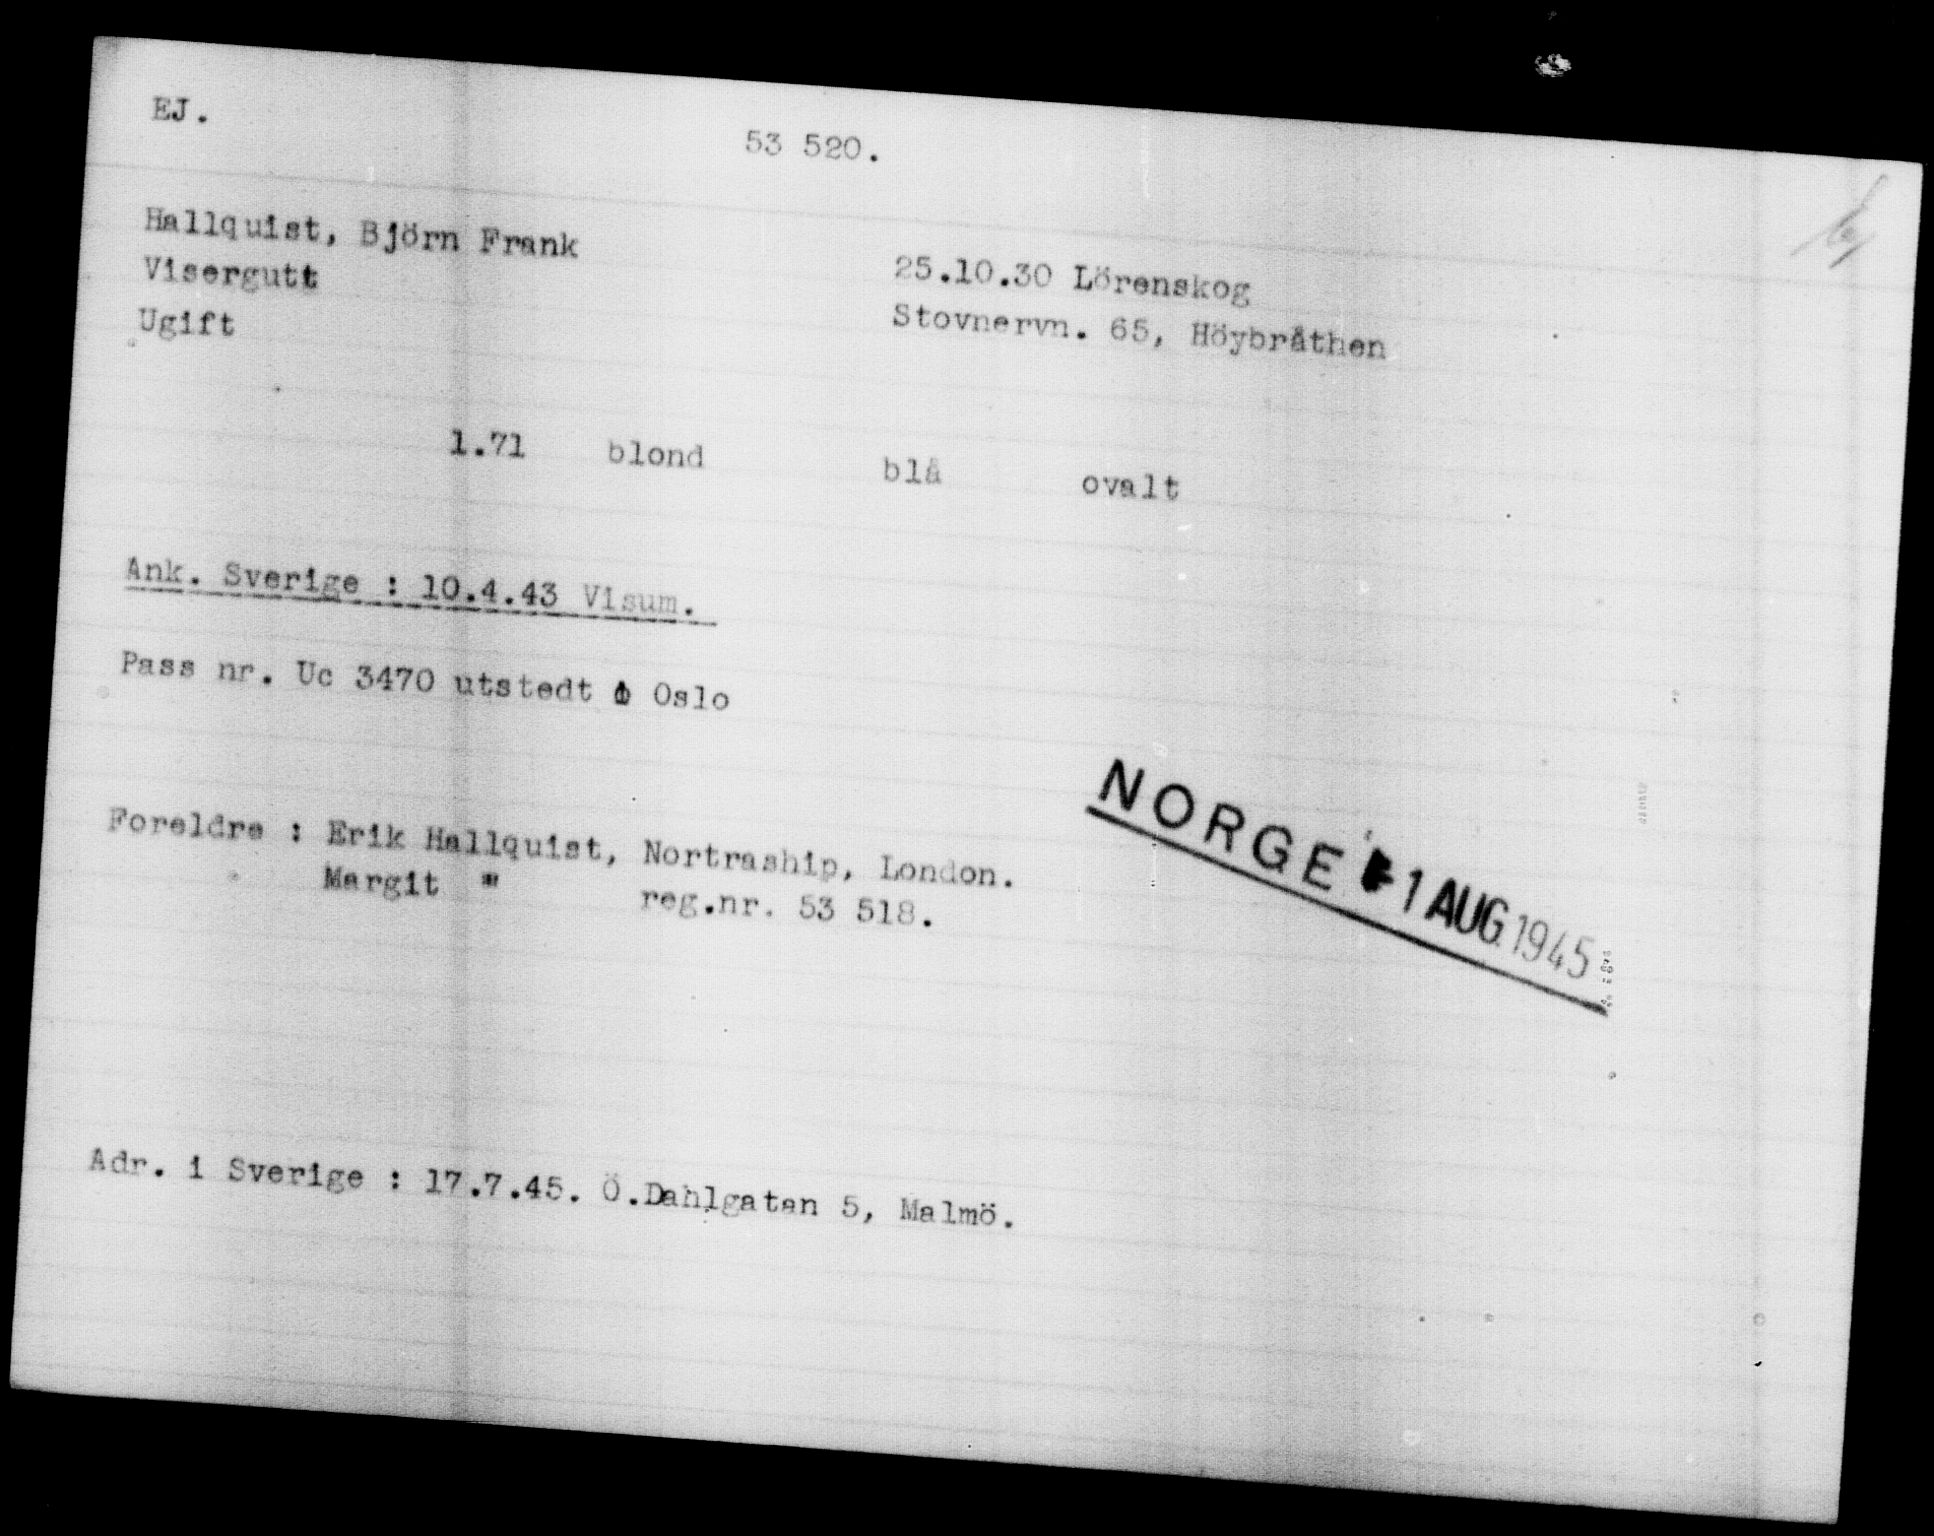 EJ.
53 520.
Hallquist, Björn Frank
Visergutt
Ugift
25.10.30 Lörenskog
Stovnervn. 65, Höybråthen
1.71 blond blå ovalt
Ank. Sverige : 10.4.43 Visum.
Pass nr. Uc 3470 utstedt Oslo
Foreldre : Erik Hallquist, Nortraship, London.
Margit " reg.nr. 53 518.
NORGE - 1 AUG. 1945
Adr. i Sverige : 17.7.45. Ö.Dahlgatan 5, Malmö.